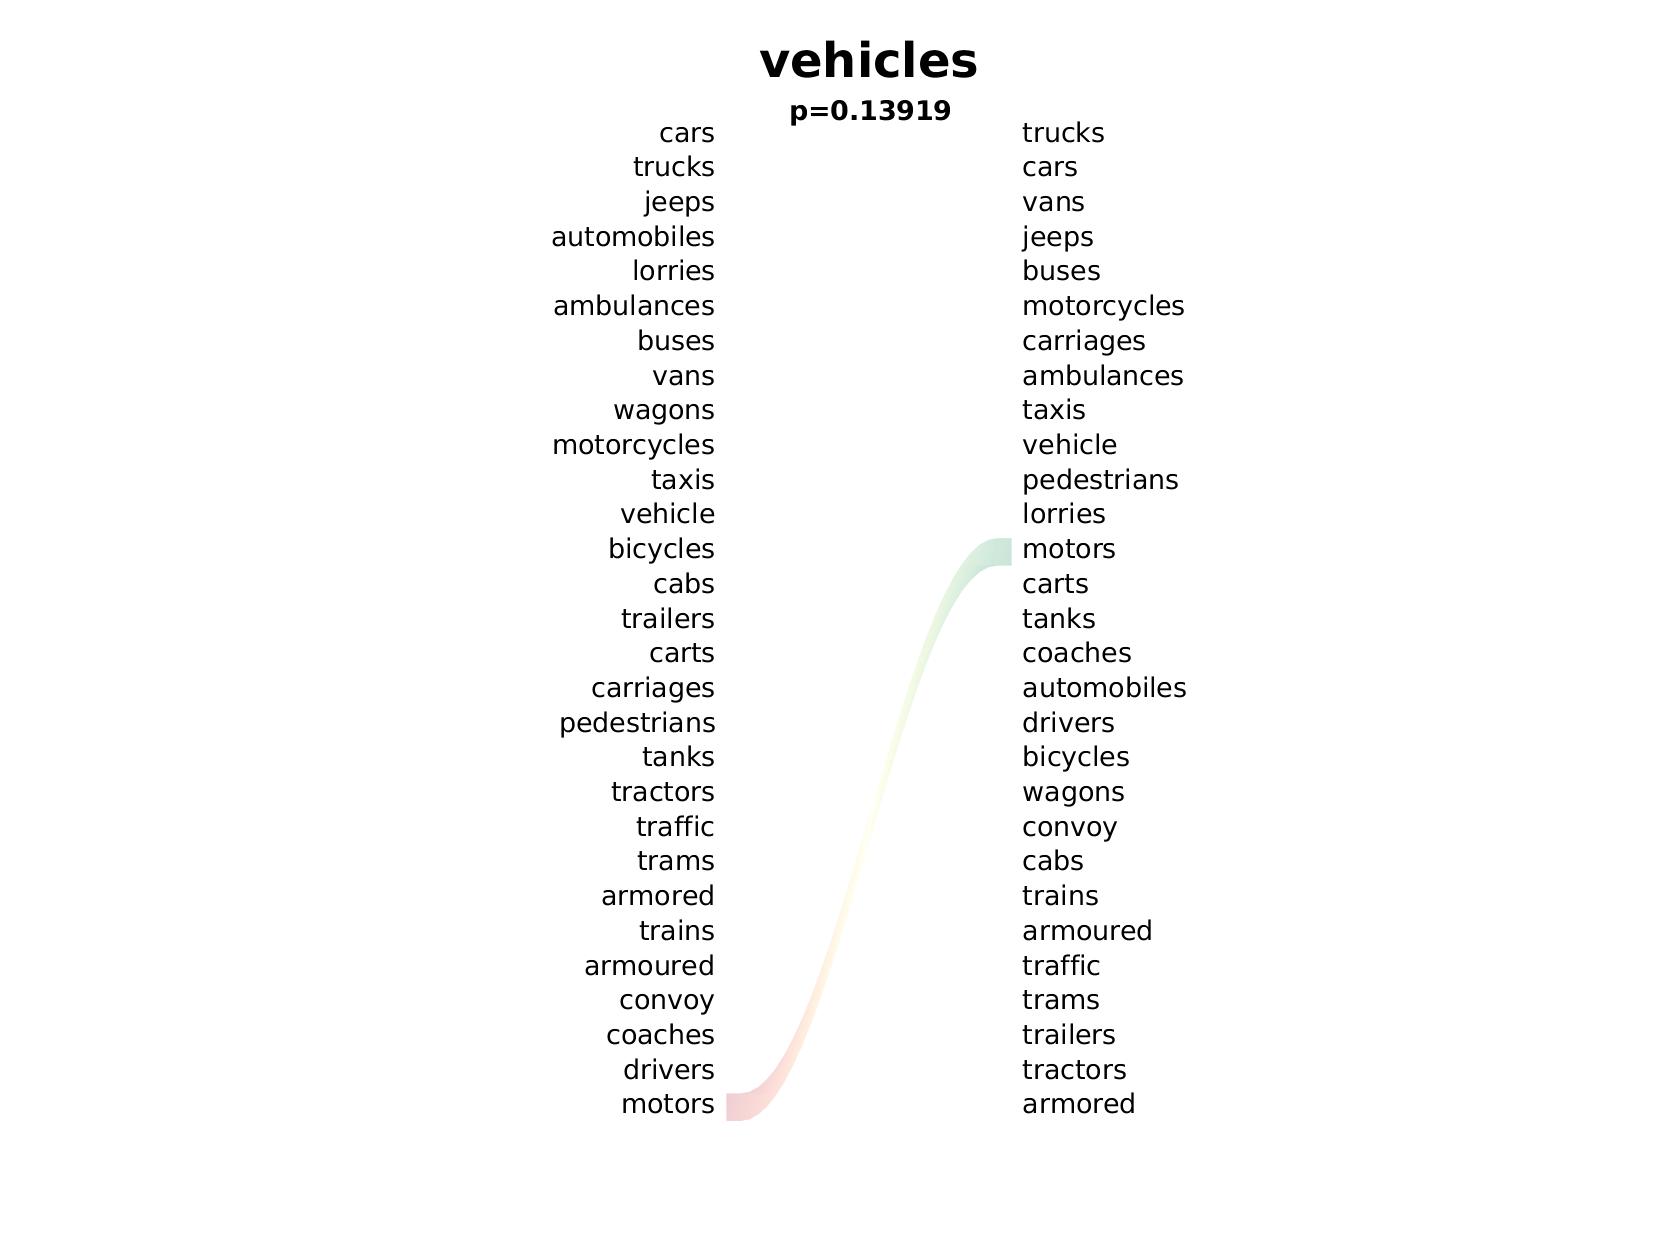 vehicles
p=0.13919
cars trucks
trucks cars
jeeps vans
automobiles jeeps
lorries buses
ambulances motorcycles
buses carriages
vans ambulances
wagons taxis
motorcycles vehicle
taxis pedestrians
vehicle lorries
bicycles motors
cabs carts
trailers tanks
carts coaches
carriages automobiles
pedestrians drivers
tanks bicycles
tractors wagons
traffic convoy
trams cabs
armored trains
trains armoured
armoured traffic
convoy trams
coaches trailers
drivers tractors
motors armored